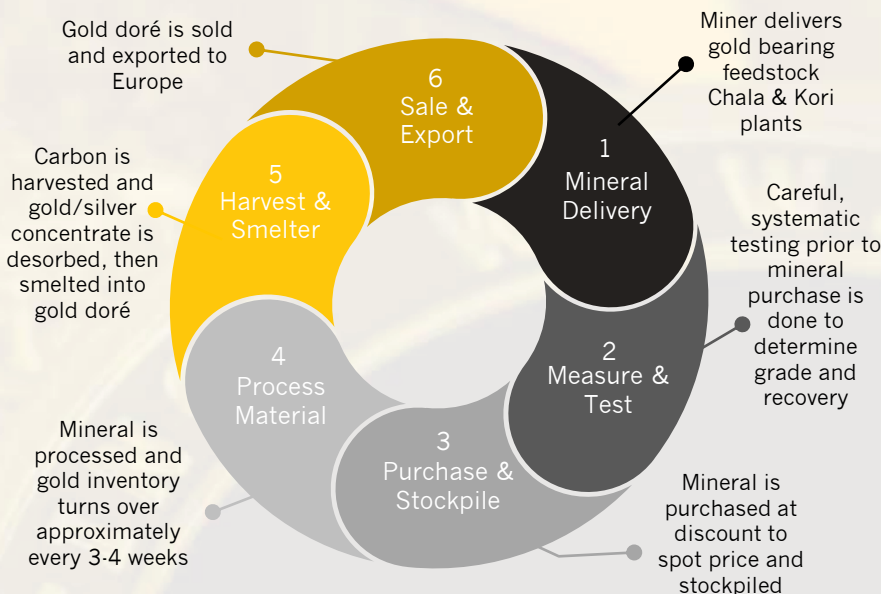 Gold doré is sold
and exported to
Europe
Miner delivers
gold bearing
feedstock
Chala & Kori
plants
6
Sale &
Export
1
Mineral
Delivery
Carbon is
harvested and
gold/silver
concentrate is
desorbed, then
smelted into
gold doré
5
Harvest &
Smelter
Careful,
systematic
testing prior to
mineral
purchase is
done to
determine
grade and
recovery
2
Measure &
Test
4
Process
Material
3
Purchase &
Stockpile
Mineral is
processed and
gold inventory
turns over
approximately
every 3-4 weeks
Mineral is
purchased at
discount to
spot price and
stockpiled